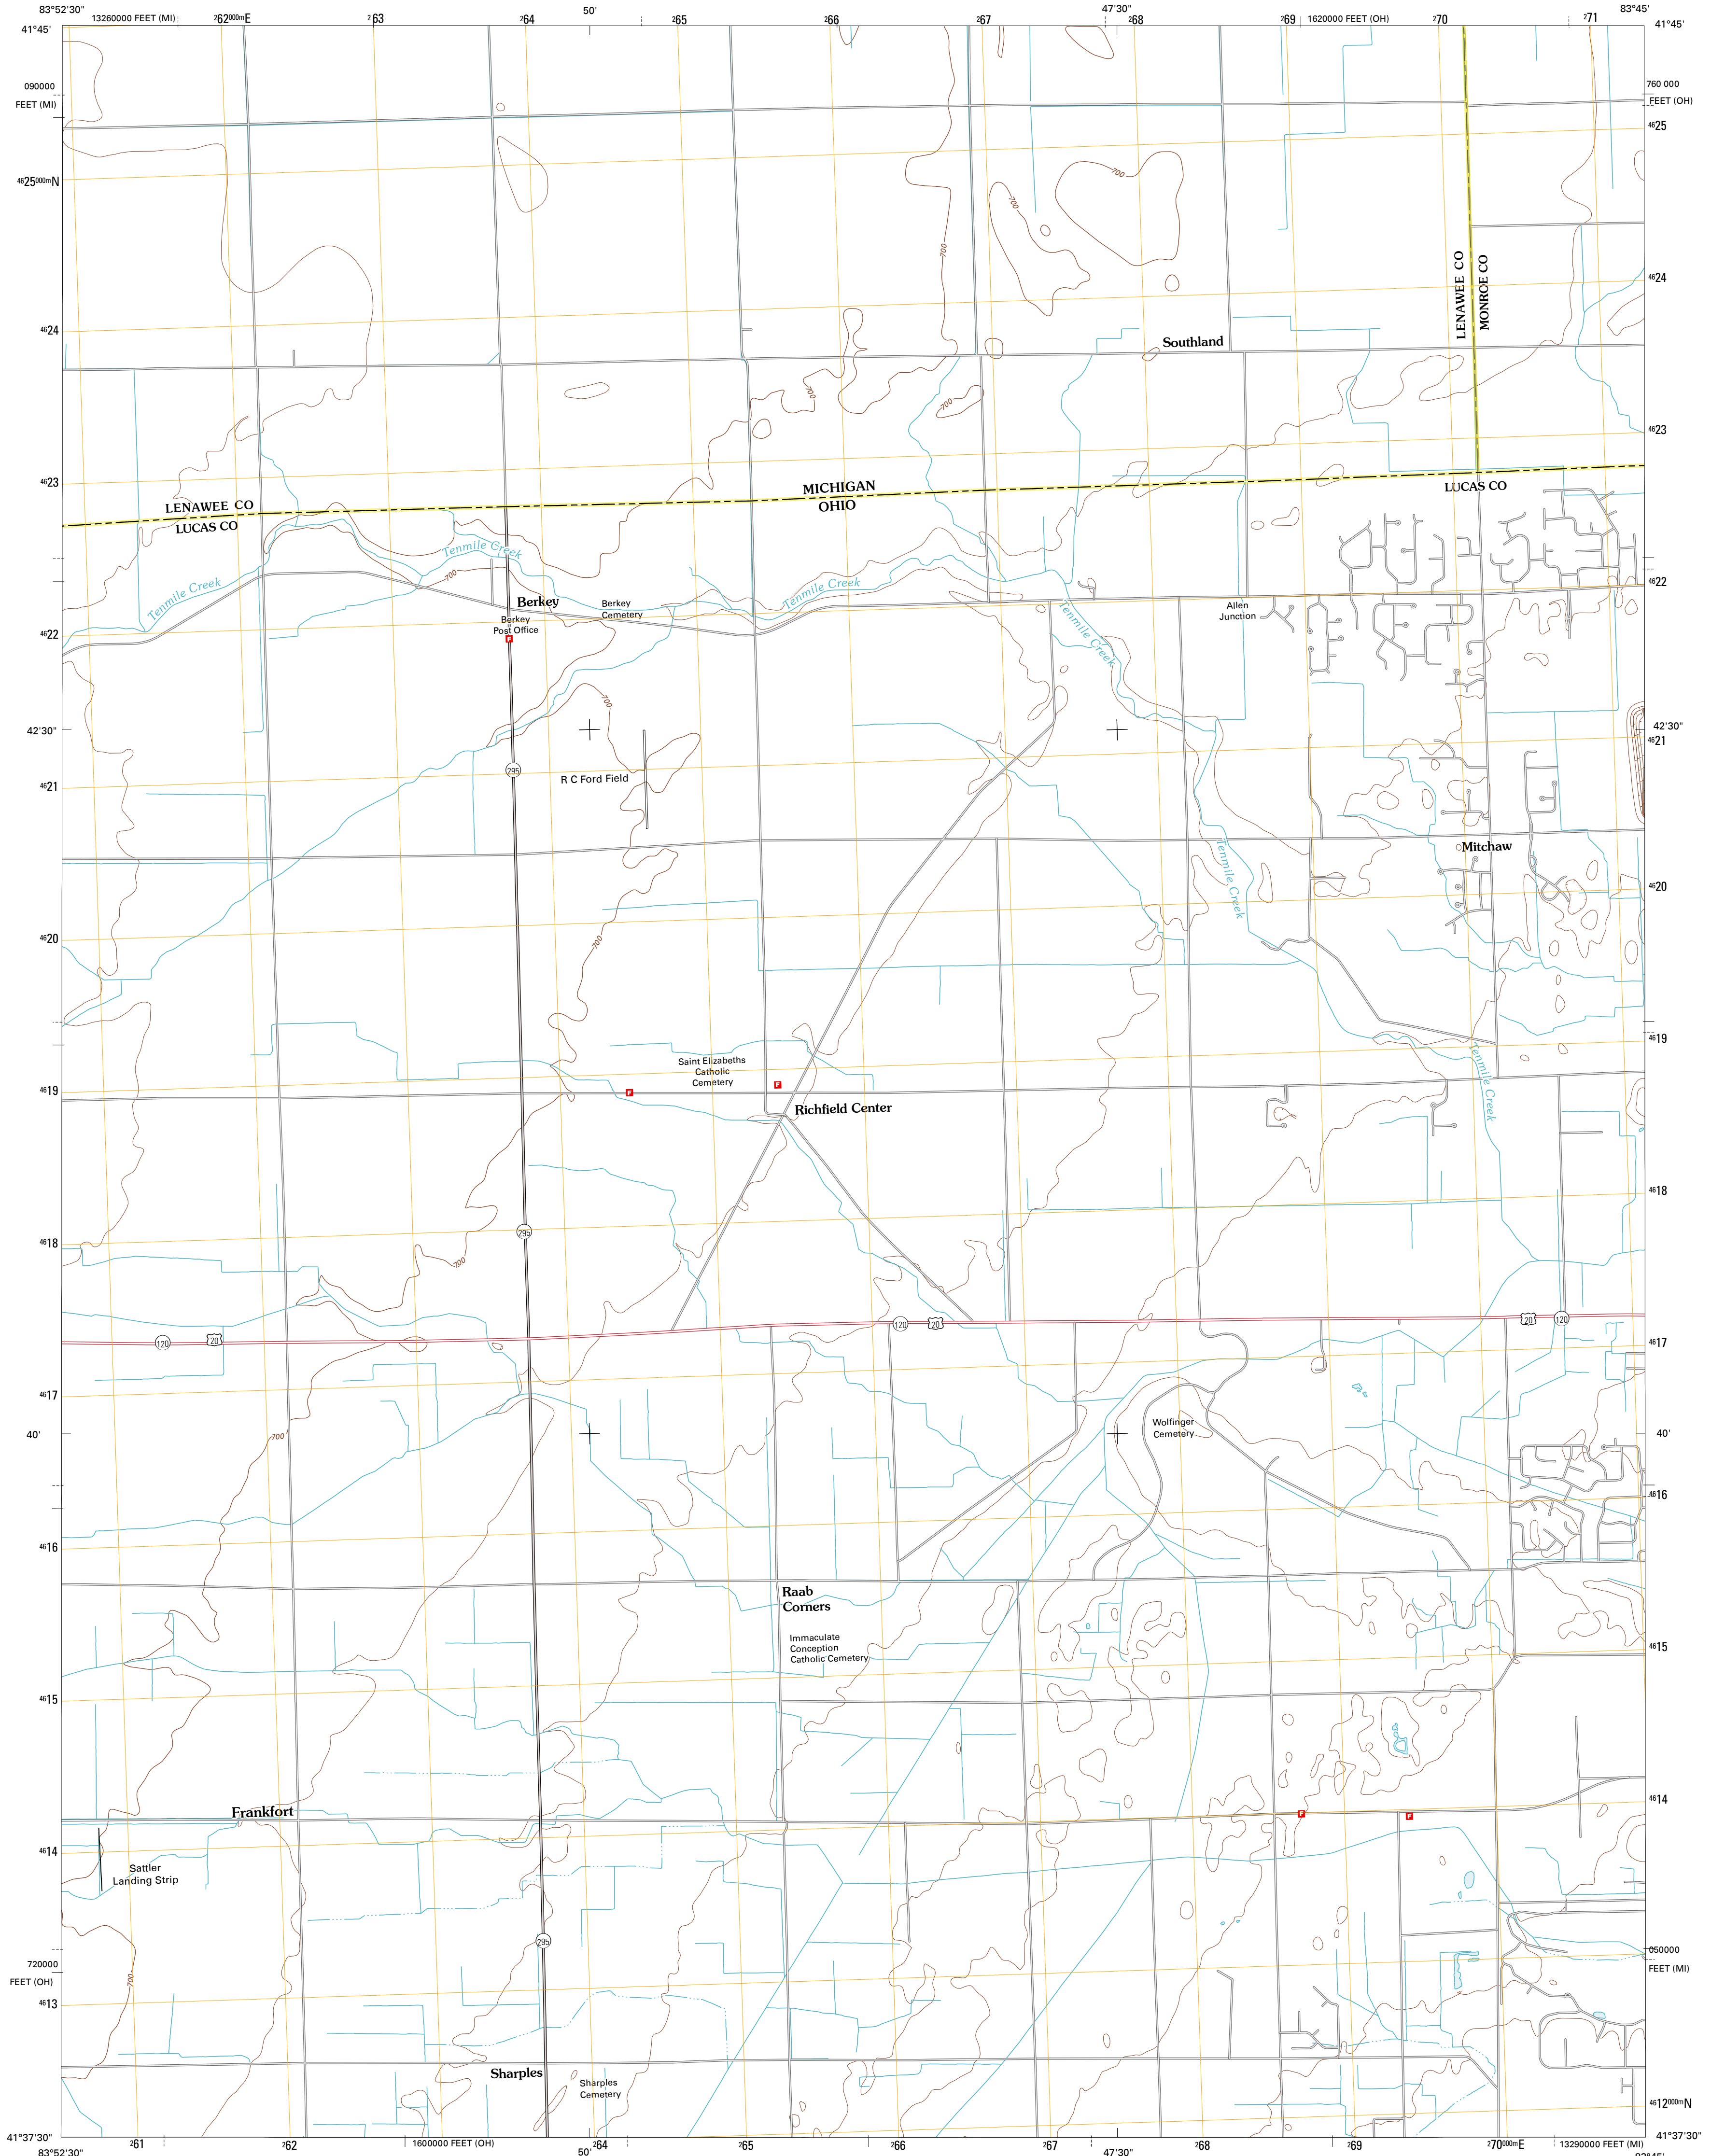 83°52'30"
13260000 FEET (MI)
²62⁰⁰⁰ᵐE
²63
²64
50'
²65
²66
²67
47'30"
²68
²69
1620000 FEET (OH)
²70
²71
83°45'
41°45'
41°45'
090000
FEET (MI)
760 000
FEET (OH)
⁴⁶25
⁴⁶25⁰⁰⁰ᵐN
700
700
700
LENAWEE CO
MONROE CO
⁴⁶24
⁴⁶24
Southland
700
700
⁴⁶23
⁴⁶23
MICHIGAN
OHIO
LENAWEE CO
LUCAS CO
LUCAS CO
Tenmile Creek
Tenmile Creek
Tenmile Creek
700
⁴⁶22
Berkey
Berkey
Cemetery
Berkey
Post Office
F
Allen
Junction
Tenmile Creek
⁴⁶22
700
42'30"
42'30"
⁴⁶21
295
R C Ford Field
⁴⁶21
Mitchaw
Tenmile Creek
⁴⁶20
700
⁴⁶20
⁴⁶19
Tenmile Creek
Saint Elizabeths
Catholic
Cemetery
F
F
⁴⁶19
Richfield Center
⁴⁶18
295
⁴⁶18
700
120
20
120
20
20
120
⁴⁶17
⁴⁶17
Wolfinger
Cemetery
40'
700
40'
⁴⁶16
⁴⁶16
Raab
Corners
Immaculate
Conception
Catholic Cemetery
⁴⁶15
⁴⁶15
⁴⁶14
Frankfort
F
F
⁴⁶14
Sattler
Landing Strip
295
700
720000
FEET (OH)
050000
FEET (MI)
⁴⁶13
Sharples
Sharples
Cemetery
⁴⁶12⁰⁰⁰ᵐN
41°37'30"
41°37'30"
83°52'30"
²61
²62
1600000 FEET (OH)
50'
²64
²65
²66
²67
47'30"
²68
²69
²70⁰⁰⁰ᵐE
13290000 FEET (MI)